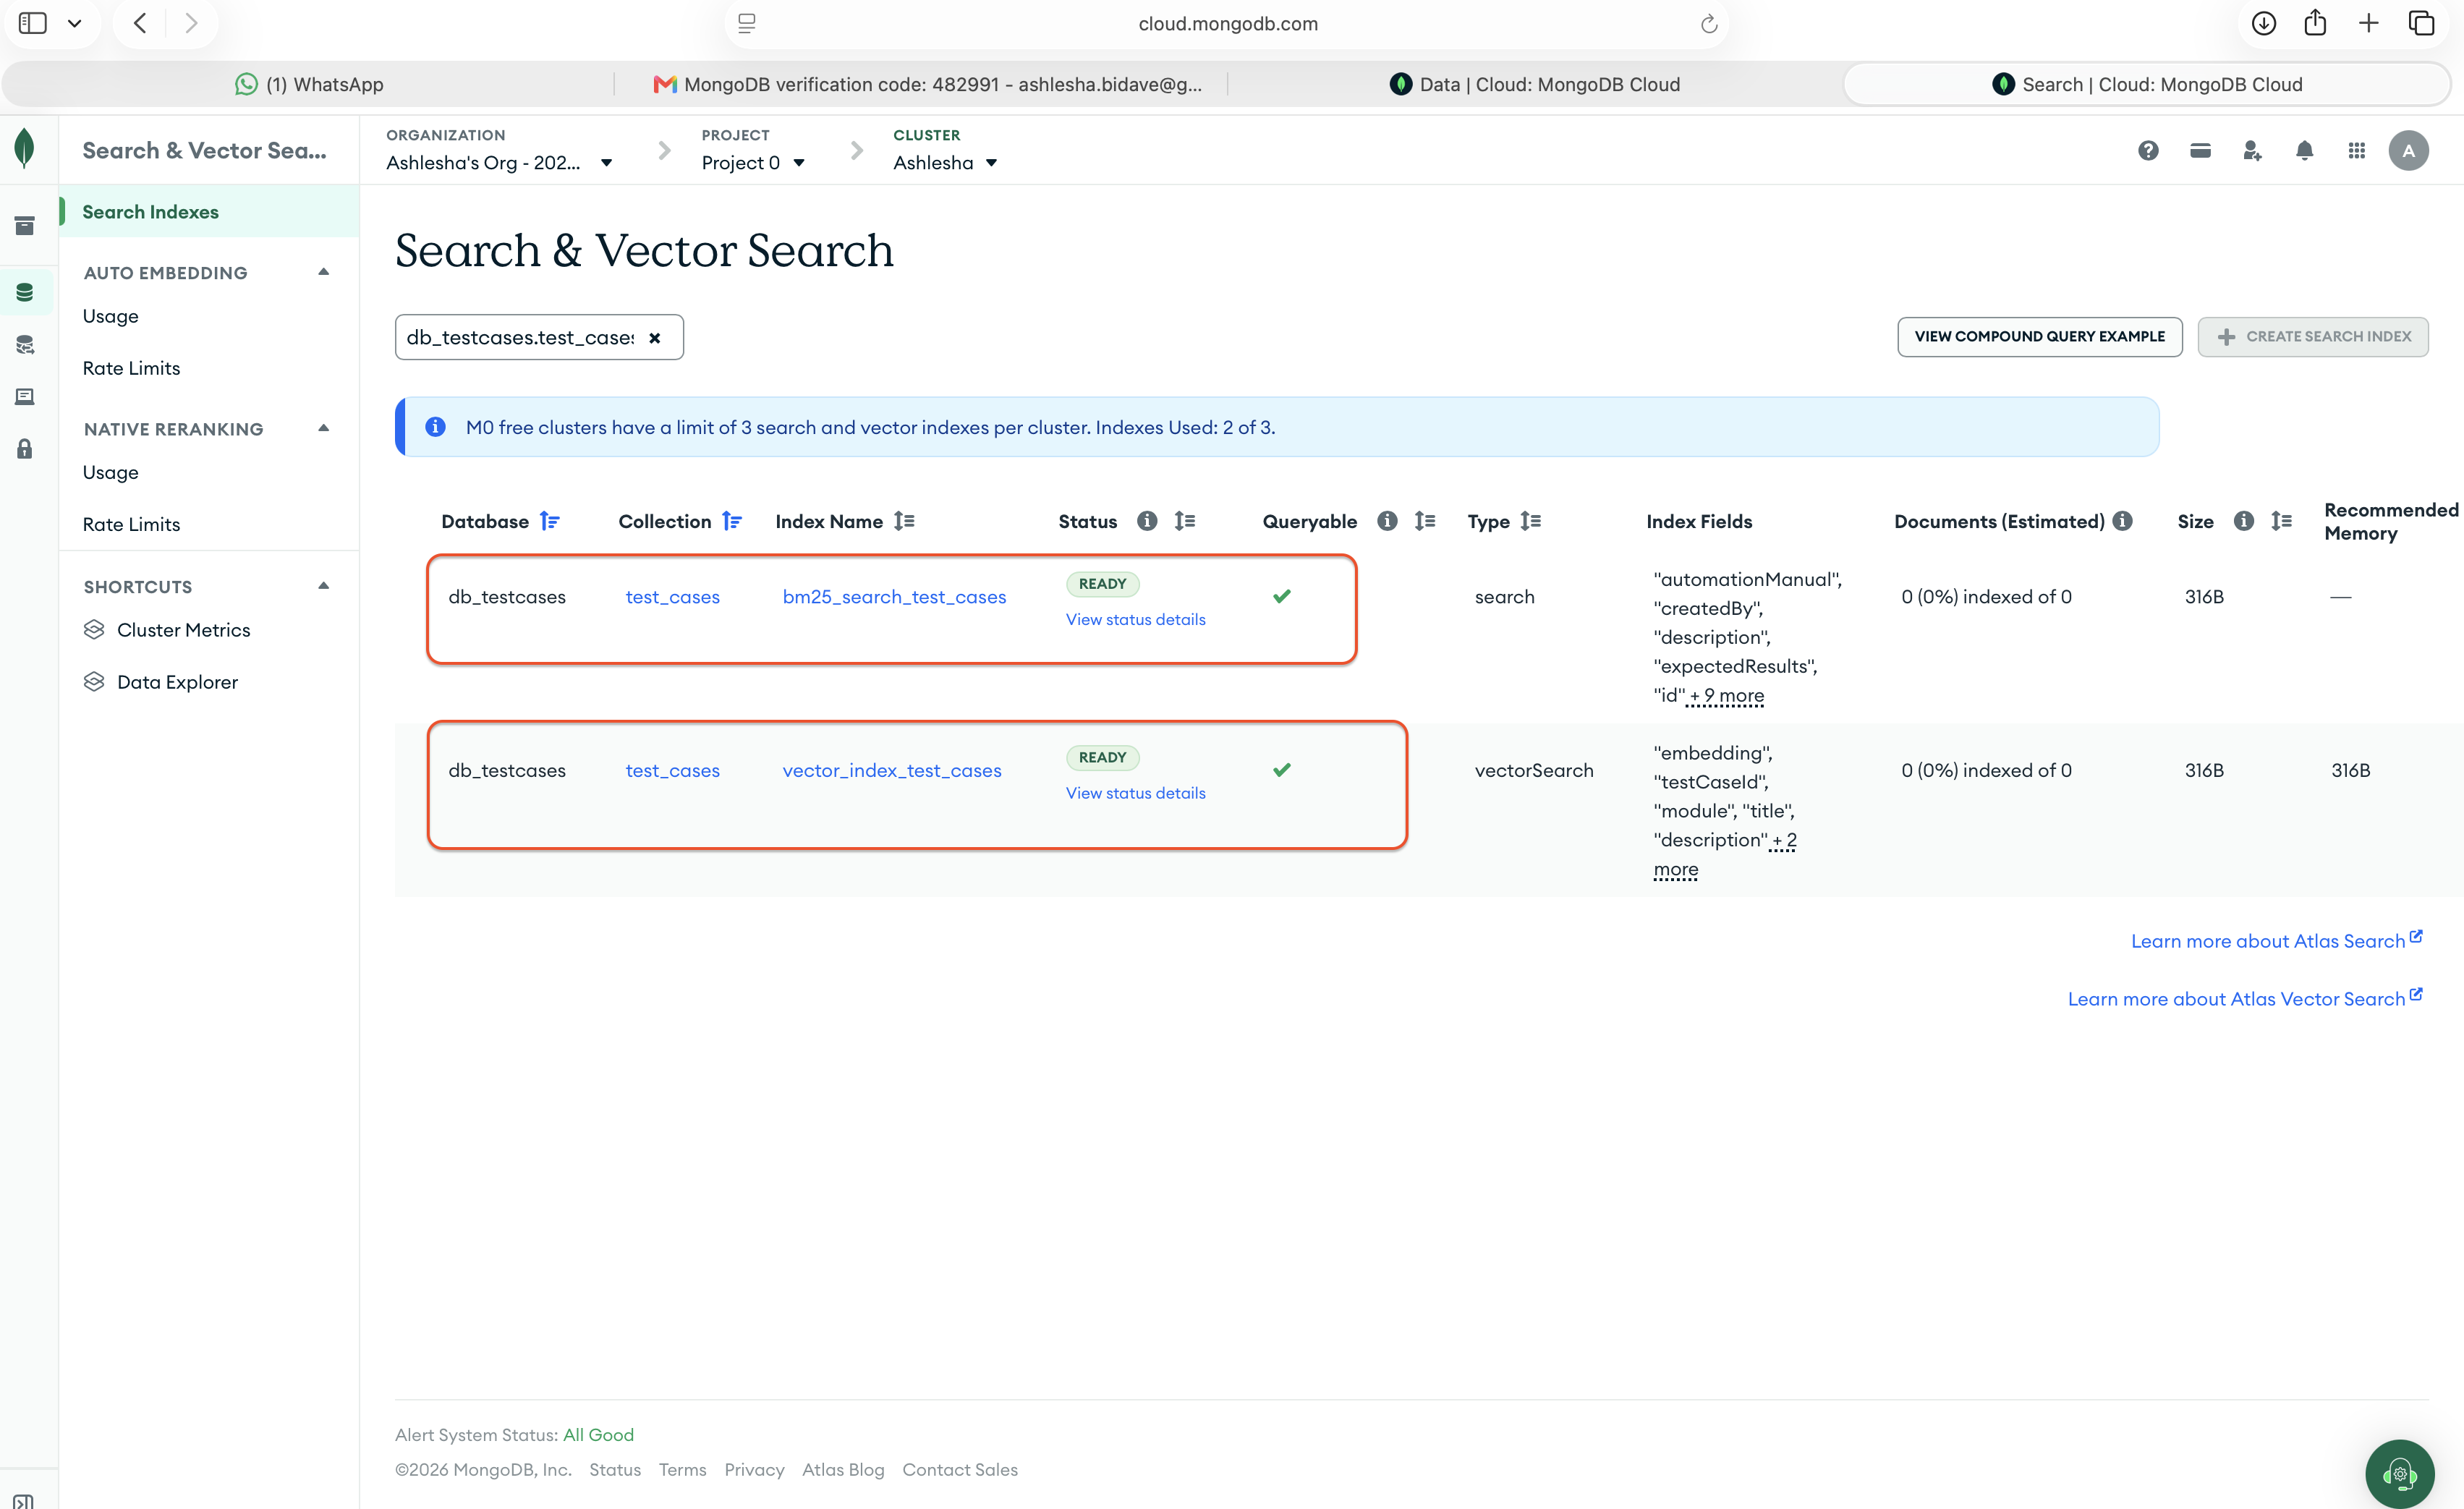 cloud.mongodb.com
(1) WhatsApp
MongoDB verification code: 482991 - ashlesha.bidave@g...
Data | Cloud: MongoDB Cloud
Search | Cloud: MongoDB Cloud
Search & Vector Sea...
ORGANIZATION
Ashlesha's Org - 202...
PROJECT
Project 0
CLUSTER
Ashlesha
A
Search Indexes
AUTO EMBEDDING
Usage
Rate Limits
NATIVE RERANKING
Usage
Rate Limits
SHORTCUTS
Cluster Metrics
Data Explorer
Search & Vector Search
db_testcases.test_cases
VIEW COMPOUND QUERY EXAMPLE
CREATE SEARCH INDEX
M0 free clusters have a limit of 3 search and vector indexes per cluster. Indexes Used: 2 of 3.
Database Collection Index Name Status Queryable Type Index Fields Documents (Estimated) Size Recommended
Memory
db_testcases test_cases bm25_search_test_cases READY search "automationManual", 0 (0%) indexed of 0 316B —
View status details
"createdBy",
"description",
"expectedResults",
"id" + 9 more
db_testcases test_cases vector_index_test_cases READY vectorSearch "embedding", 0 (0%) indexed of 0 316B 316B
View status details
"testCaseId",
"module", "title",
"description" + 2
more
Learn more about Atlas Search
Learn more about Atlas Vector Search
Alert System Status: All Good
©2026 MongoDB, Inc. Status Terms Privacy Atlas Blog Contact Sales